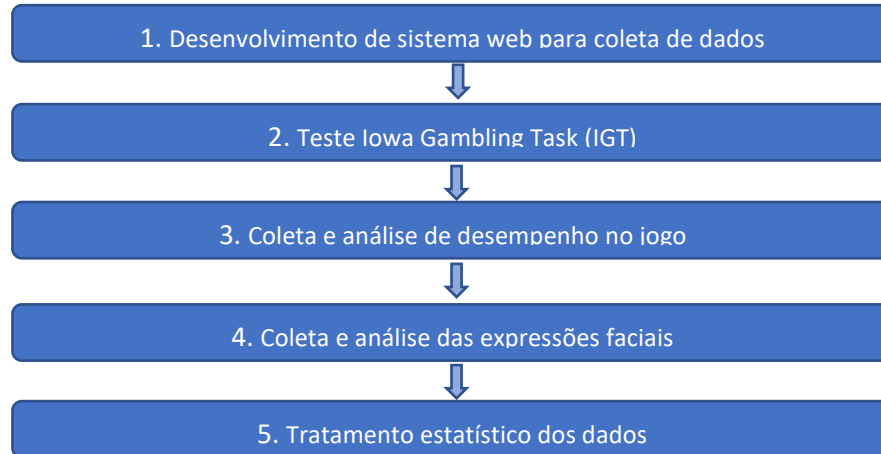 1. Desenvolvimento de sistema web para coleta de dados
2. Teste Iowa Gambling Task (IGT)
3. Coleta e análise de desempenho no jogo
4. Coleta e análise das expressões faciais
5. Tratamento estatístico dos dados